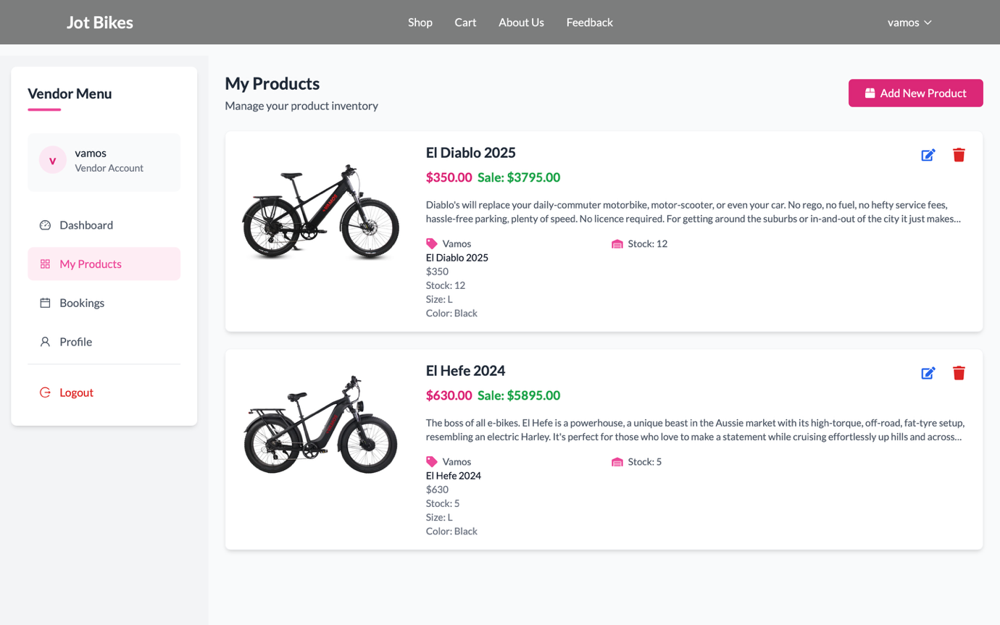 Jot Bikes
Shop
Cart
About Us
Feedback
vamos
Vendor Menu
v
vamos
Vendor Account
Dashboard
My Products
Bookings
Profile
Logout
My Products
Manage your product inventory
Add New Product
El Diablo 2025
$350.00 Sale: $3795.00
Diablo's will replace your daily-commuter motorbike, motor-scooter, or even your car. No rego, no fuel, no hefty service fees,
hassle-free parking, plenty of speed. No licence required. For getting around the suburbs or in-and-out of the city it just makes...
Vamos
Stock: 12
El Diablo 2025
$350
Stock: 12
Size: L
Color: Black
VAMOS
El Hefe 2024
$630.00 Sale: $5895.00
The boss of all e-bikes. El Hefe is a powerhouse, a unique beast in the Aussie market with its high-torque, off-road, fat-tyre setup,
resembling an electric Harley. It's perfect for those who love to make a statement while cruising effortlessly up hills and across...
Vamos
Stock: 5
El Hefe 2024
$630
Stock: 5
Size: L
Color: Black